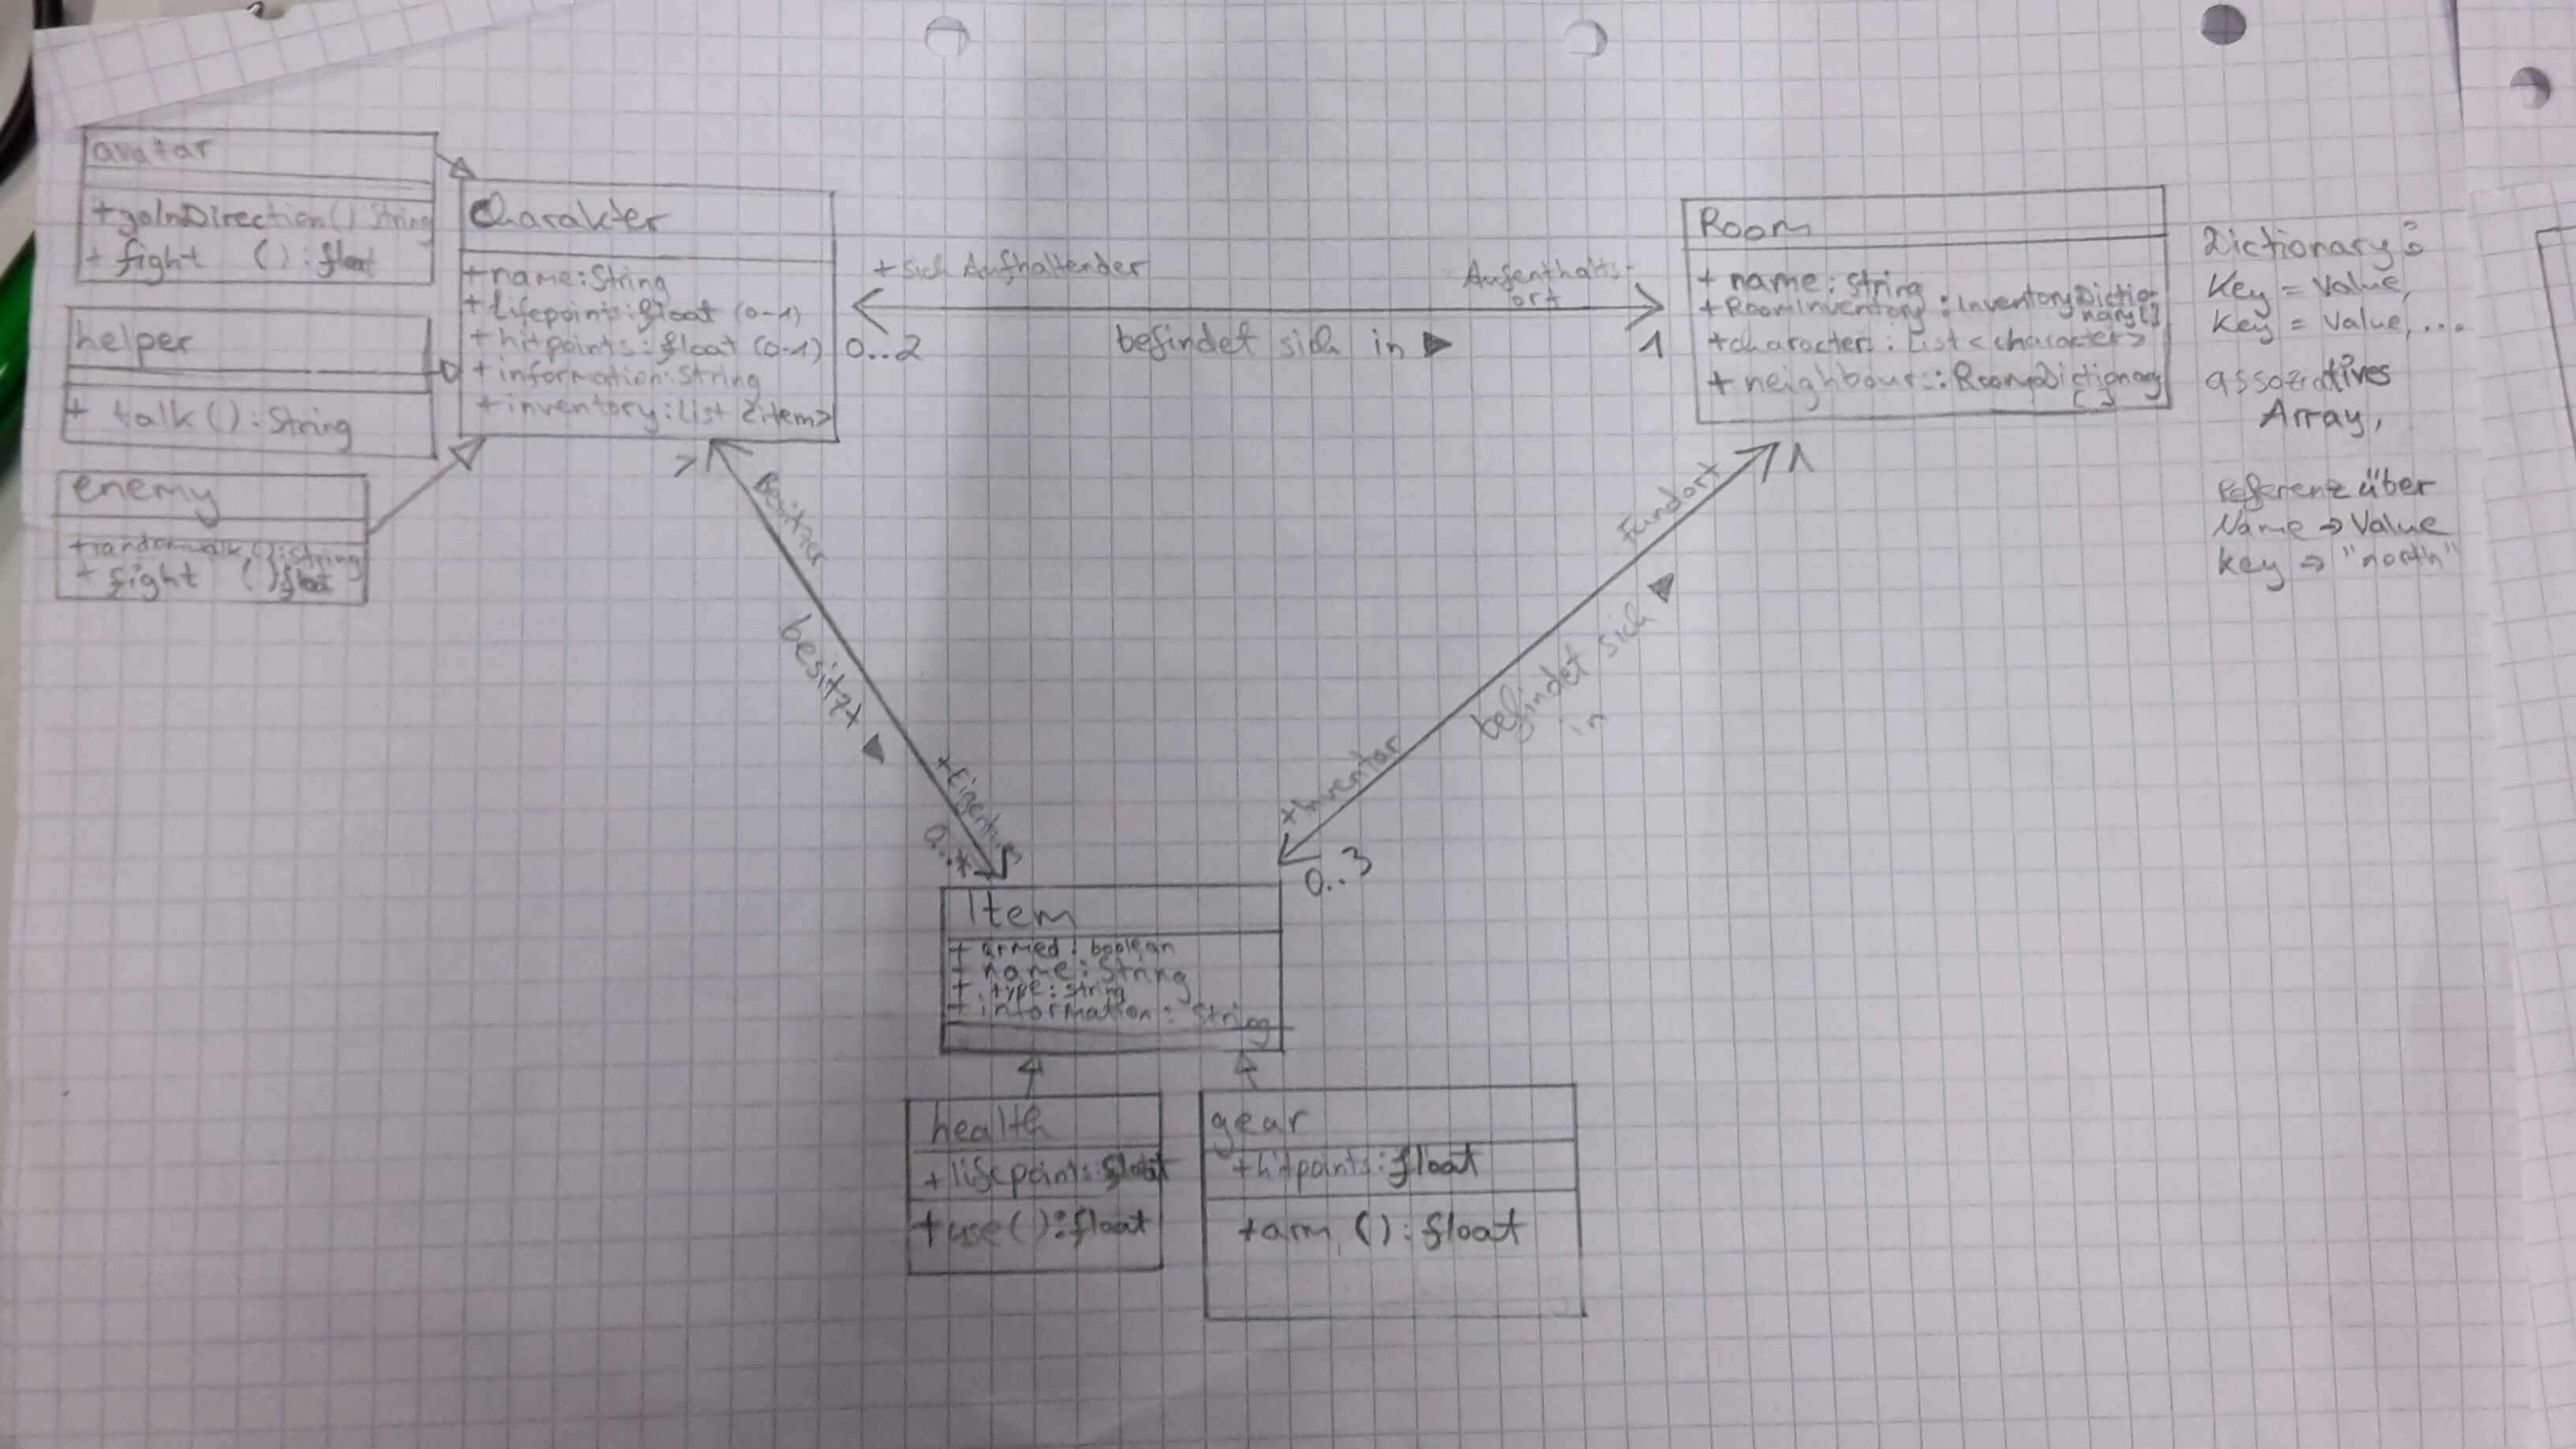 avatar
+goInDirection() String
+ fight () : float
helper
+ talk() : String
enemy
+randomwalk() : String
+ fight () float
Charakter
+name : String
+lifepoints : float (0-1)
+hitpoints : float (0-1)
+information : String
+inventory : List <item>
+sich Aufhaltender
Aufenthalts-
ort
0..2
befindet sich in ▶
1
Room
+ name : String
+ RoomInventory : InventoryDictio
nary[]
+characters : List <character>
+ neighbours : RoomDictionary
[]
Dictionary :
Key = Value,
Key = Value, ...
assoziatives
Array,
Referenz über
Name ⇒ Value
key ⇒ "north"
Besitzer
besitzt ▶
+Eigentum
0..*
1
Fundort
befindet sich ▶
in
+Inventar
0..3
Item
+ armed : boolean
+ name : String
+ type : String
+ information : String
health
+ lifepoints : float
+use() : float
gear
+hitpoints : float
+arm () : float